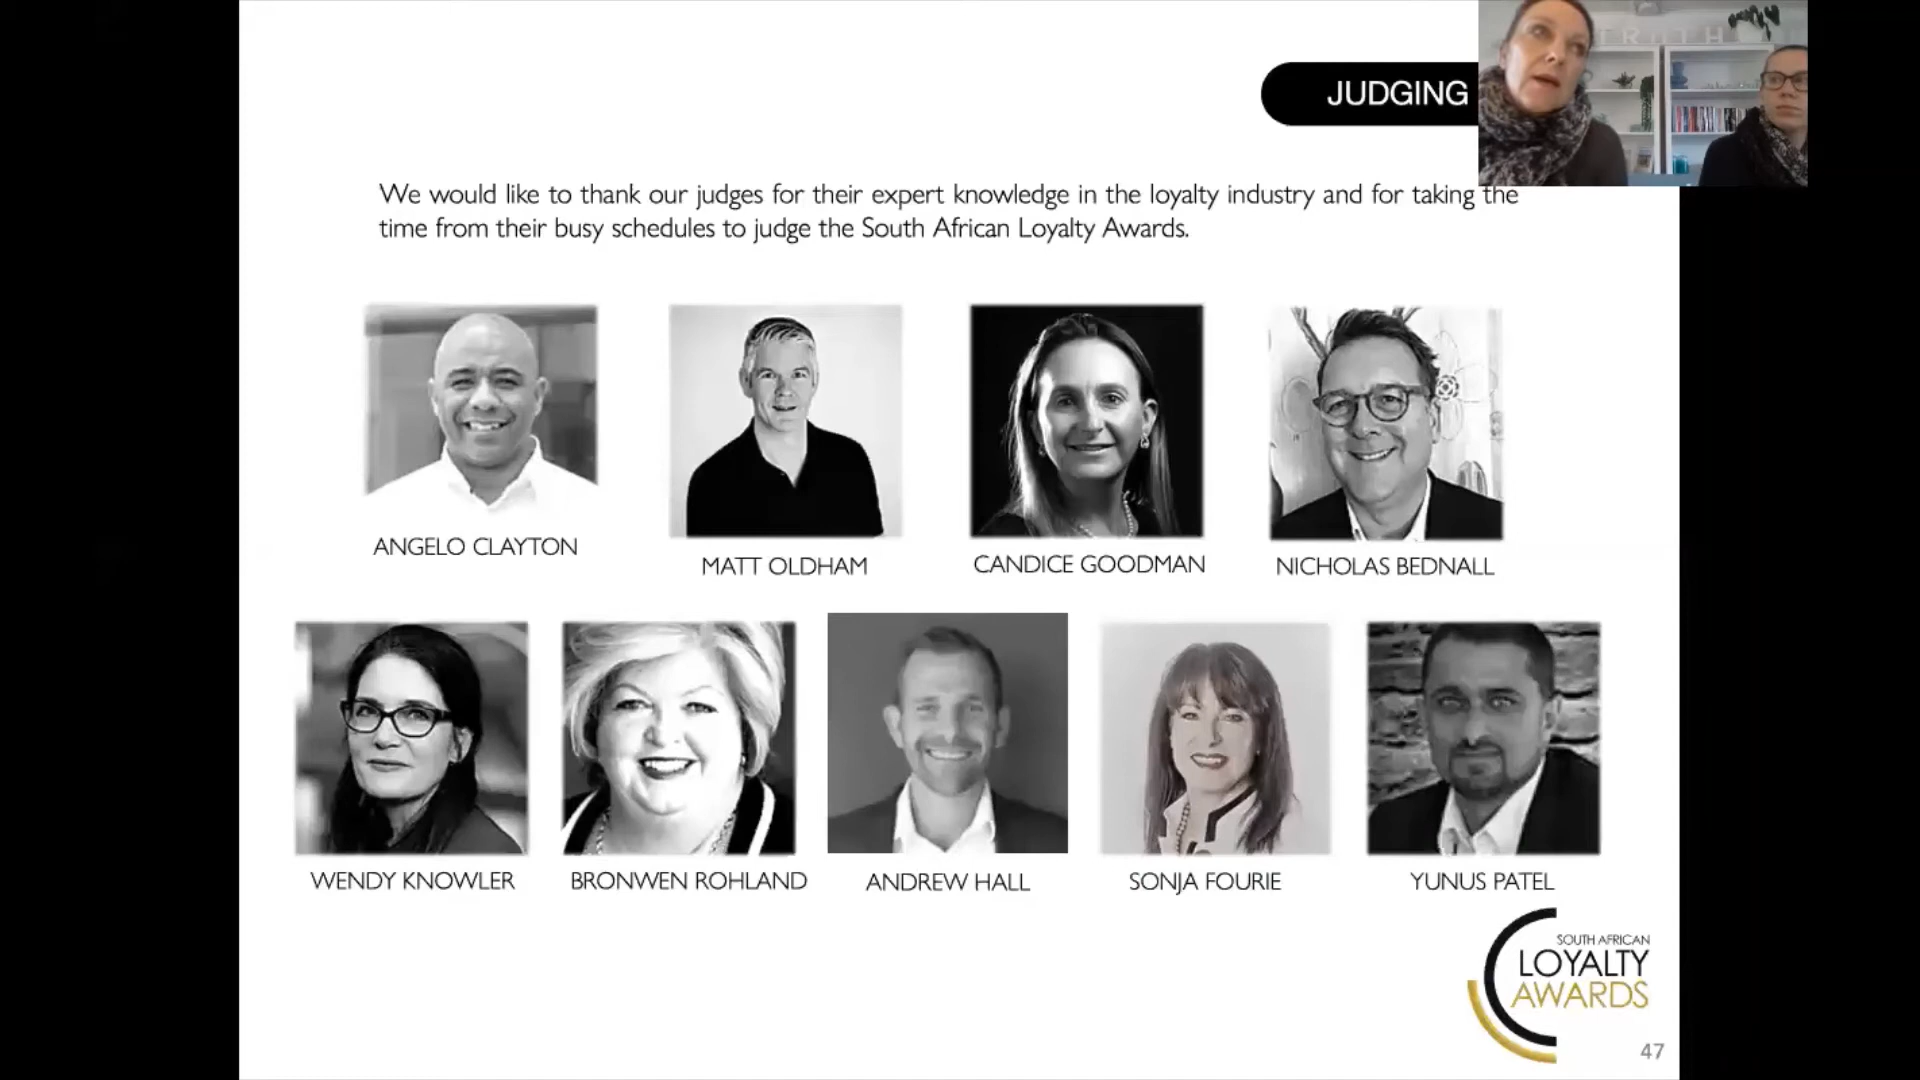 TRUTH
JUDGING
We would like to thank our judges for their expert knowledge in the loyalty industry and for taking the
time from their busy schedules to judge the South African Loyalty Awards.
ANGELO CLAYTON
MATT OLDHAM
CANDICE GOODMAN
NICHOLAS BEDNALL
WENDY KNOWLER
BRONWEN ROHLAND
ANDREW HALL
SONJA FOURIE
YUNUS PATEL
SOUTH AFRICAN
LOYALTY
AWARDS
47